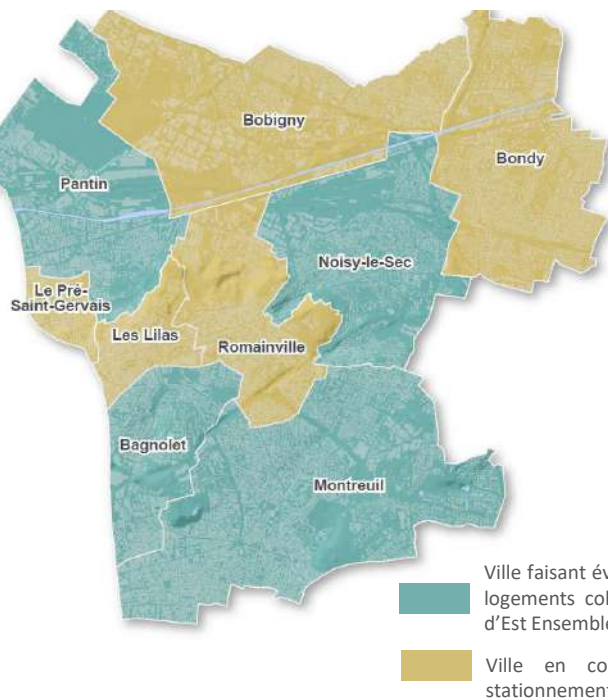 Bobigny
Bondy
Pantin
Noisy-le-Sec
Le Pré-
Saint-Gervais
Les Lilas
Romainville
Bagnolet
Montreuil
Ville faisant év
logements col
d'Est Ensemble
Ville en co
stationnement